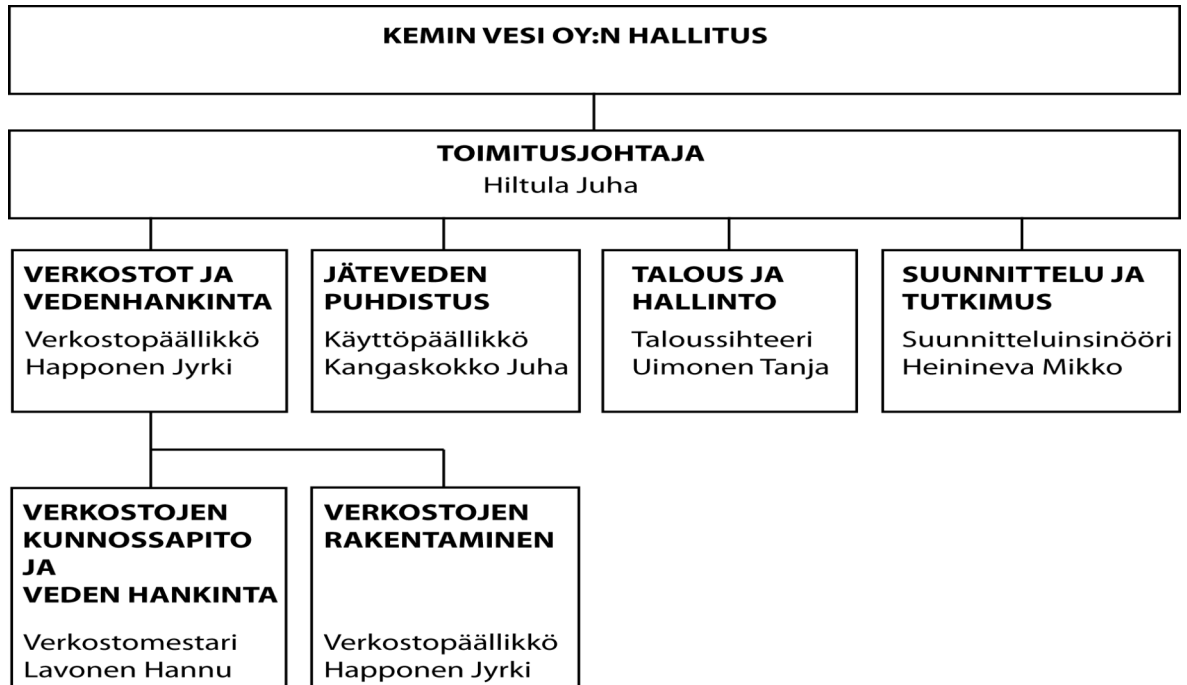 KEMIN VESI OY:N HALLITUS
TOIMITUSJOHTAJA
Hiltula Juha
VERKOSTOT JA
VEDENHANKINTA
Verkostopäällikkö
Happonen Jyrki
JÄTEVEDEN
PUHDISTUS
Käyttöpäällikkö
Kangaskokko Juha
TALOUS JA
HALLINTO
Taloussihteeri
Uimonen Tanja
SUUNNITTELU JA
TUTKIMUS
Suunnitteluinsinööri
Heinineva Mikko
VERKOSTOJEN
KUNNOSSAPITO
JA
VEDEN HANKINTA
Verkostomestari
Lavonen Hannu
VERKOSTOJEN
RAKENTAMINEN
Verkostopäällikkö
Happonen Jyrki